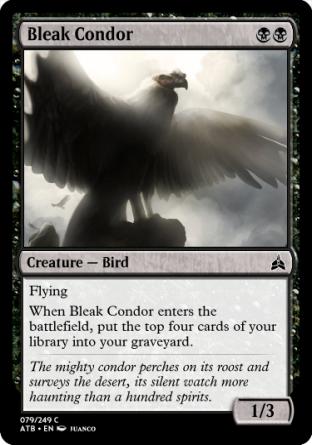 Bleak Condor
Creature — Bird
Flying
When Bleak Condor enters the
battlefield, put the top four cards of your
library into your graveyard.
The mighty condor perches on its roost and
surveys the desert, its silent watch more
haunting than a hundred spirits.
1/3
079/249 C
ATB • EN JUANCO